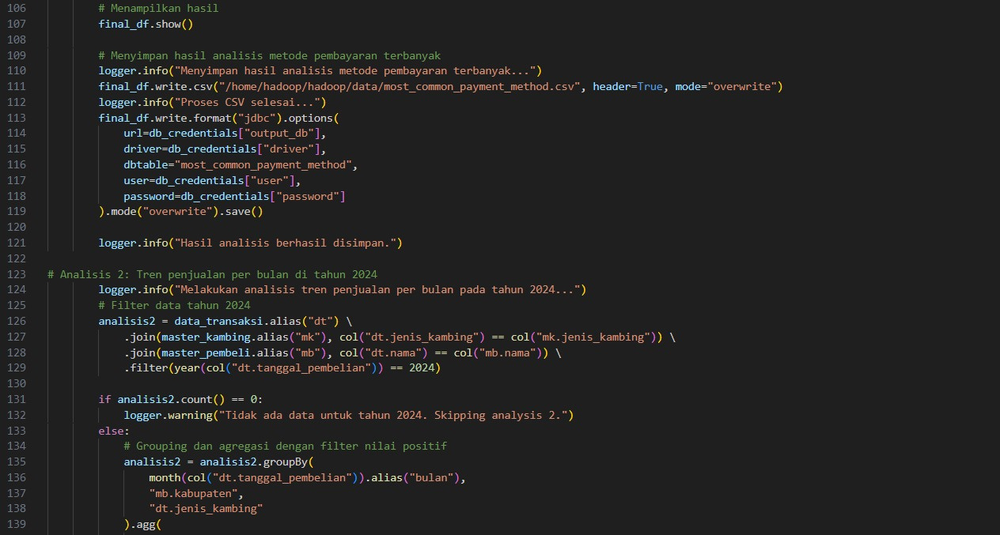 106 # Menampilkan hasil
107 final_df.show()
108
109 # Menyimpan hasil analisis metode pembayaran terbanyak
110 logger.info("Menyimpan hasil analisis metode pembayaran terbanyak...")
111 final_df.write.csv("/home/hadoop/hadoop/data/most_common_payment_method.csv", header=True, mode="overwrite")
112 logger.info("Proses CSV selesai...")
113 final_df.write.format("jdbc").options(
114 url=db_credentials["output_db"],
115 driver=db_credentials["driver"],
116 dbtable="most_common_payment_method",
117 user=db_credentials["user"],
118 password=db_credentials["password"]
119 ).mode("overwrite").save()
120
121 logger.info("Hasil analisis berhasil disimpan.")
122
123 # Analisis 2: Tren penjualan per bulan di tahun 2024
124 logger.info("Melakukan analisis tren penjualan per bulan pada tahun 2024...")
125 # Filter data tahun 2024
126 analisis2 = data_transaksi.alias("dt") \
127 .join(master_kambing.alias("mk"), col("dt.jenis_kambing") == col("mk.jenis_kambing")) \
128 .join(master_pembeli.alias("mb"), col("dt.nama") == col("mb.nama")) \
129 .filter(year(col("dt.tanggal_pembelian")) == 2024)
130
131 if analisis2.count() == 0:
132 logger.warning("Tidak ada data untuk tahun 2024. Skipping analysis 2.")
133 else:
134 # Grouping dan agregasi dengan filter nilai positif
135 analisis2 = analisis2.groupBy(
136 month(col("dt.tanggal_pembelian")).alias("bulan"),
137 "mb.kabupaten",
138 "dt.jenis_kambing"
139 ).agg(